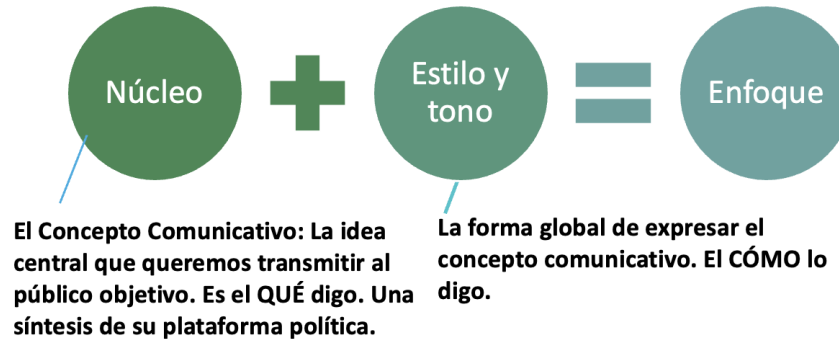 Núcleo
Estilo y
tono
Enfoque
El Concepto Comunicativo: La idea
central que queremos transmitir al
público objetivo. Es el QUÉ digo. Una
síntesis de su plataforma política.
La forma global de expresar el
concepto comunicativo. El CÓMO lo
digo.